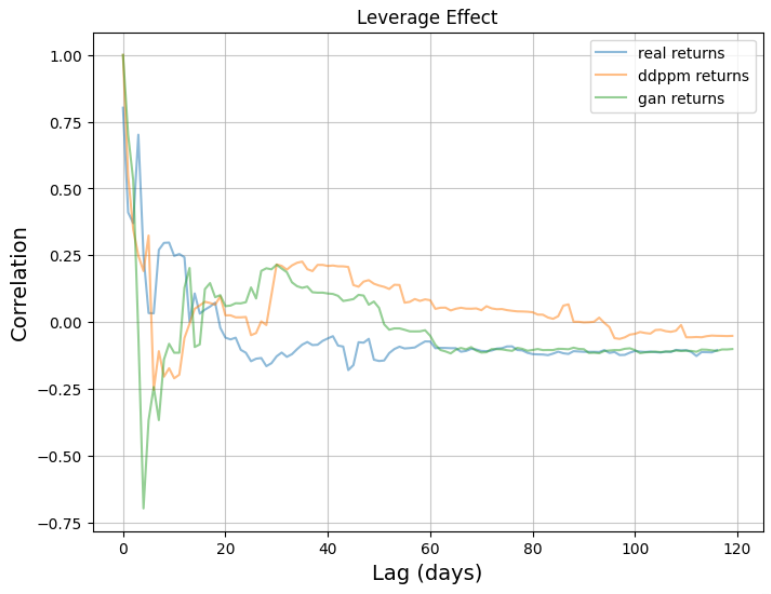 Leverage Effect
real returns
ddppm returns
gan returns
1.00
0.75
0.50
0.25
0.00
−0.25
−0.50
−0.75
Correlation
0 20 40 60 80 100 120
Lag (days)